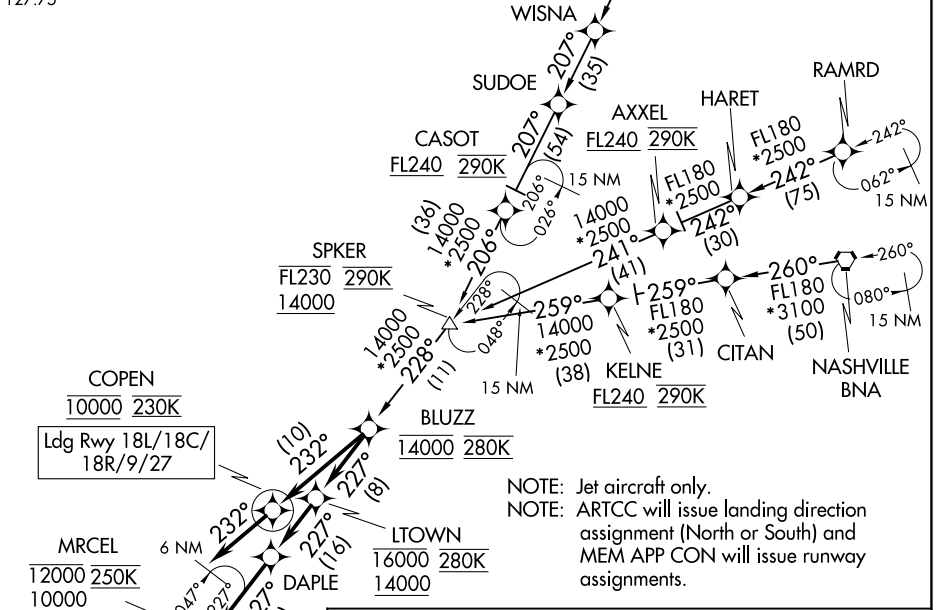 WISNA
207°
(35)
SUDOE
207°
(54)
CASOT
FL240 290K
206°
026°
15 NM
(36)
14000
*2500
206°
AXXEL
FL240 290K
HARET
RAMRD
FL180
*2500
242°
(75)
242°
062°
15 NM
FL180
*2500
242°
(30)
14000
*2500
241°
(41)
SPKER
FL230 290K
14000
228°
048°
15 NM
259°
14000
*2500
(38)
KELNE
FL240 290K
259°
FL180
*2500
(31)
CITAN
260°
FL180
*3100
(50)
260°
080°
15 NM
NASHVILLE
BNA
14000
*2500
228°
(11)
COPEN
10000 230K
Ldg Rwy 18L/18C/
18R/9/27
BLUZZ
14000 280K
(10)
232°
227°
(8)
232°
6 NM
227°
(16)
LTOWN
16000 280K
14000
MRCEL
12000 250K
10000
DAPLE
047°
227°
NOTE: Jet aircraft only.
NOTE: ARTCC will issue landing direction
assignment (North or South) and
MEM APP CON will issue runway
assignments.